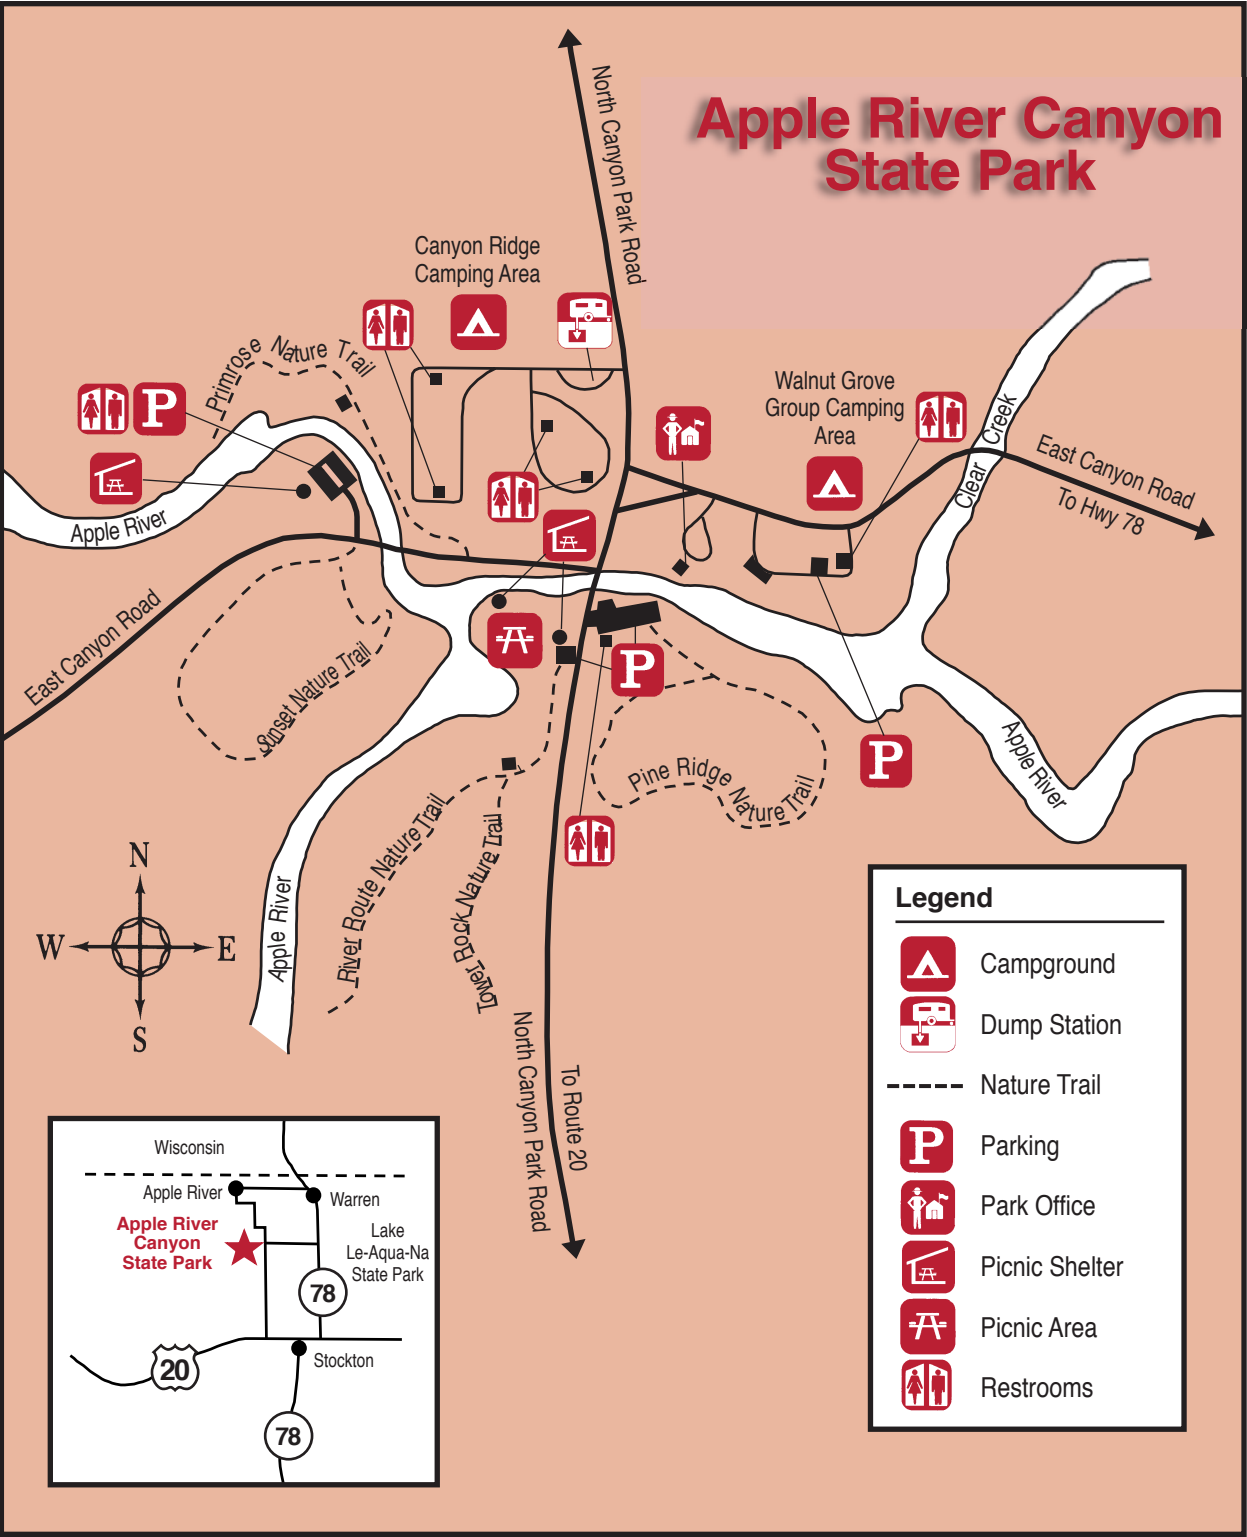 Apple River Canyon
State Park
North Canyon Park Road
Canyon Ridge
Camping Area
Primrose Nature Trail
P
Walnut Grove
Group Camping
Area
Clear Creek
East Canyon Road
To Hwy 78
Apple River
East Canyon Road
Sunset Nature Trail
P
P
Pine Ridge Nature Trail
Apple River
River Route Nature Trail
Tower Rock Nature Trail
Apple River
N
W
E
S
North Canyon Park Road
To Route 20
Legend
Campground
Dump Station
Nature Trail
P
Parking
Park Office
Picnic Shelter
Picnic Area
Restrooms
Wisconsin
Apple River
Warren
Apple River
Canyon
State Park
Lake
Le-Aqua-Na
State Park
78
20
Stockton
78